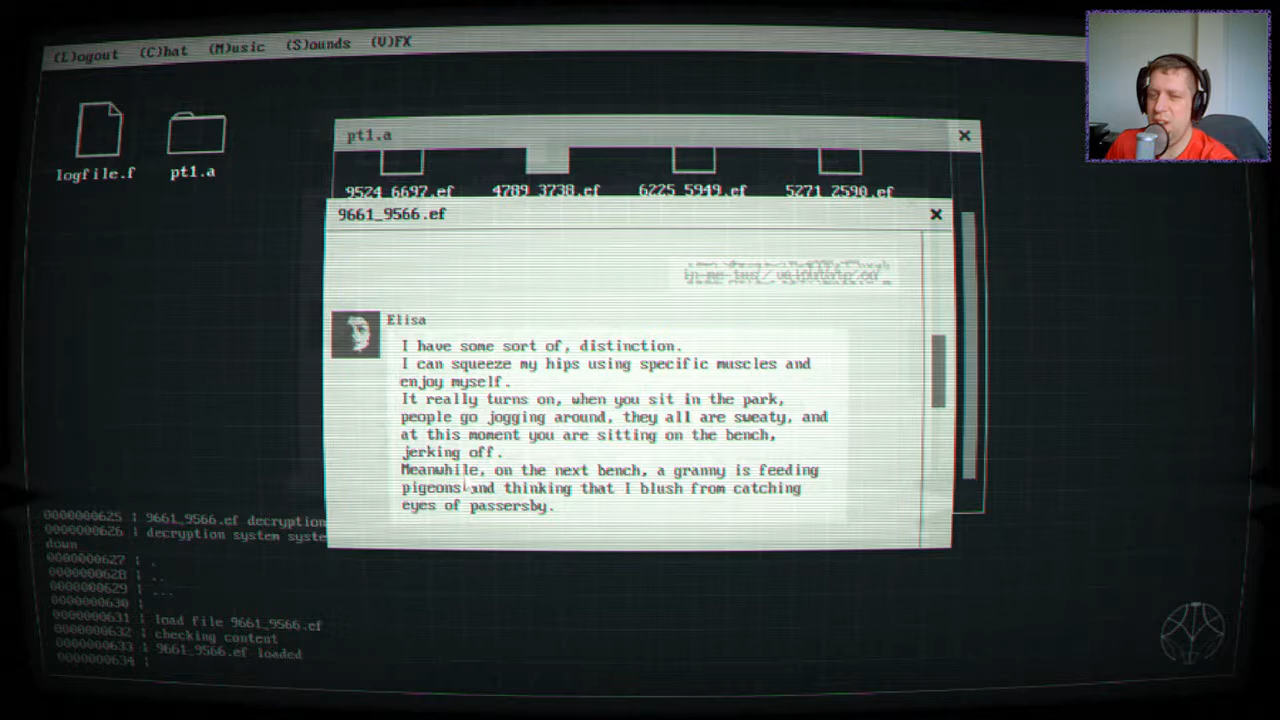 (L)ogout (C)hat (M)usic (S)ounds (V)FX
logfile.f
pt1.a
pt1.a
9524_6697.ef 4789_3738.ef 6225_5949.ef 5271_2590.ef
9661_9566.ef
Elisa
I have some sort of, distinction.
I can squeeze my hips using specific muscles and
enjoy myself.
It really turns on, when you sit in the park,
people go jogging around, they all are sweaty, and
at this moment you are sitting on the bench,
jerking off.
Meanwhile, on the next bench, a granny is feeding
pigeons and thinking that I blush from catching
eyes of passersby.
0000000625 | 9661_9566.ef decryption
0000000626 | decryption system syste
down
0000000627 | .
0000000628 | ..
0000000629 | ...
0000000630 |
0000000631 | load file 9661_9566.ef
0000000632 | checking content
0000000633 | 9661_9566.ef loaded
0000000634 |